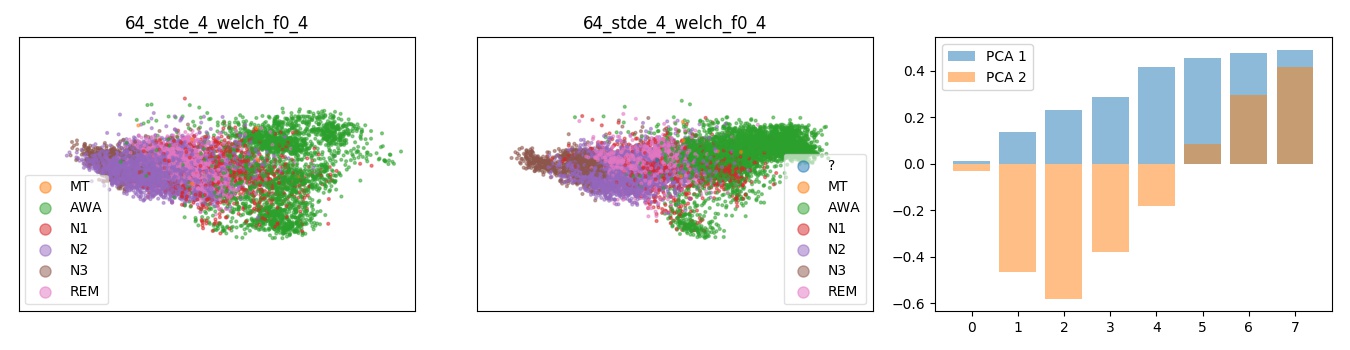 64_stde_4_welch_f0_4
MT
AWA
N1
N2
N3
REM
64_stde_4_welch_f0_4
?
MT
AWA
N1
N2
N3
REM
PCA 1
PCA 2
0.4
0.2
0.0
−0.2
−0.4
−0.6
0 1 2 3 4 5 6 7